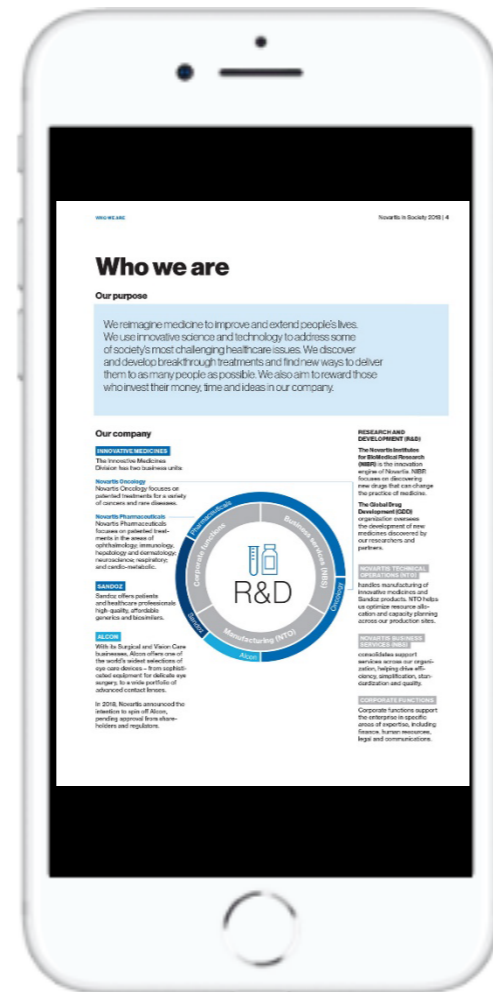 WHO WE ARE
Novartis in Society 2018 | 4
Who we are
Our purpose
We reimagine medicine to improve and extend people's lives.
We use innovative science and technology to address some
of society's most challenging healthcare issues. We discover
and develop breakthrough treatments and find new ways to deliver
them to as many people as possible. We also aim to reward those
who invest their money, time and ideas in our company.
Our company
INNOVATIVE MEDICINES
The Innovative Medicines
Division has two business units:
Novartis Oncology
Novartis Oncology focuses on
patented treatments for a variety
of cancers and rare diseases.
Novartis Pharmaceuticals
Novartis Pharmaceuticals
focuses on patented treat-
ments in the areas of
ophthalmology; immunology,
hepatology and dermatology;
neuroscience; respiratory;
and cardio-metabolic.
SANDOZ
Sandoz offers patients
and healthcare professionals
high-quality, affordable
generics and biosimilars.
ALCON
With its Surgical and Vision Care
businesses, Alcon offers one of
the world's widest selections of
eye care devices – from sophisti-
cated equipment for delicate eye
surgery, to a wide portfolio of
advanced contact lenses.
In 2018, Novartis announced the
intention to spin off Alcon,
pending approval from share-
holders and regulators.
Pharmaceuticals
Oncology
Alcon
Sandoz
Corporate functions
Business services (NBS)
Manufacturing (NTO)
R&D
RESEARCH AND
DEVELOPMENT (R&D)
The Novartis Institutes
for BioMedical Research
(NIBR) is the innovation
engine of Novartis. NIBR
focuses on discovering
new drugs that can change
the practice of medicine.
The Global Drug
Development (GDD)
organization oversees
the development of new
medicines discovered by
our researchers and
partners.
NOVARTIS TECHNICAL
OPERATIONS (NTO)
handles manufacturing of
innovative medicines and
Sandoz products. NTO helps
us optimize resource allo-
cation and capacity planning
across our production sites.
NOVARTIS BUSINESS
SERVICES (NBS)
consolidates support
services across our organi-
zation, helping drive effi-
ciency, simplification, stan-
dardization and quality.
CORPORATE FUNCTIONS
Corporate functions support
the enterprise in specific
areas of expertise, including
finance, human resources,
legal and communications.